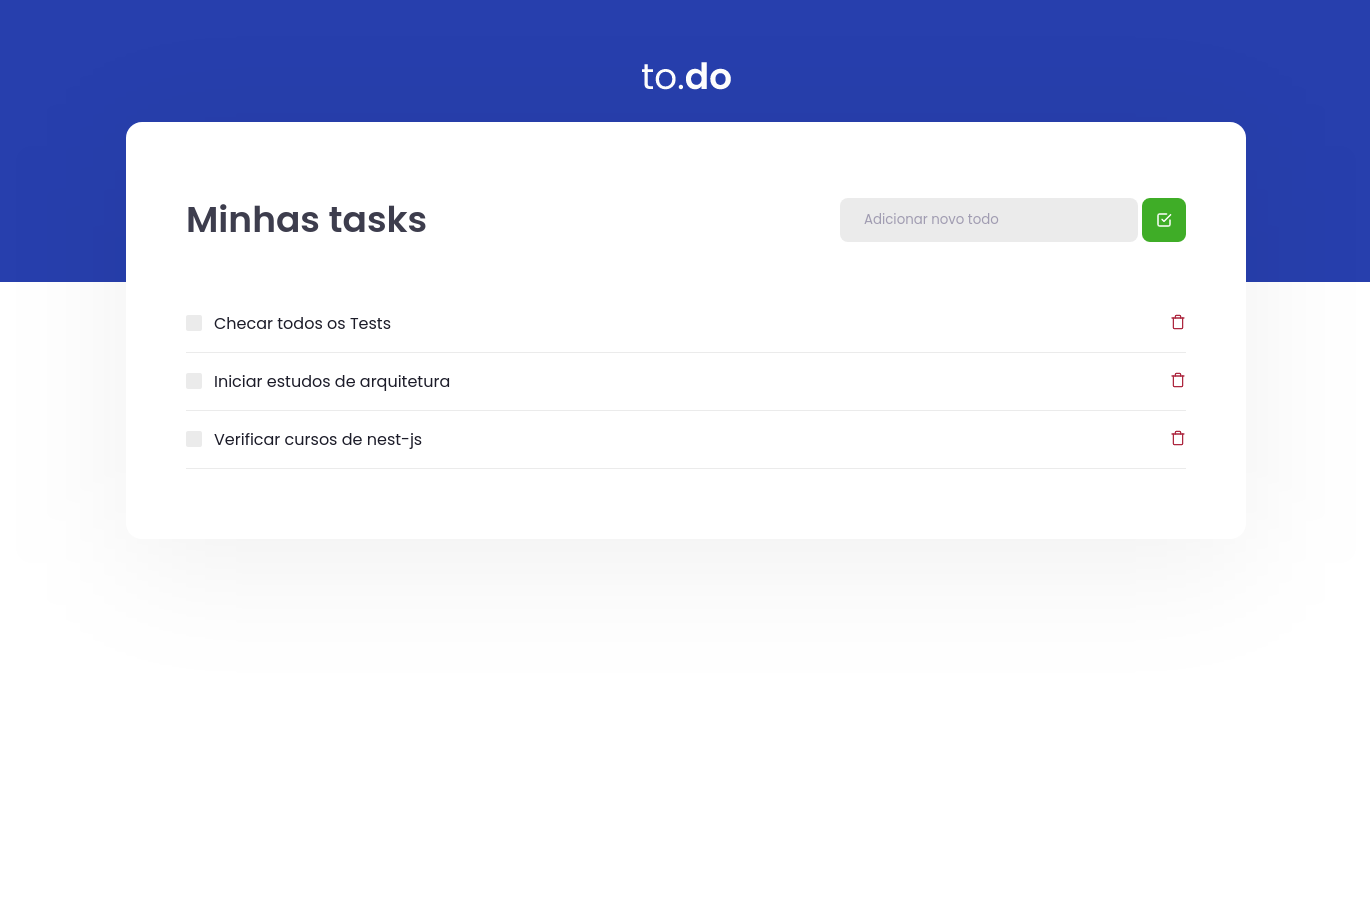 to.do
Minhas tasks
Adicionar novo todo
Checar todos os Tests
Iniciar estudos de arquitetura
Verificar cursos de nest-js